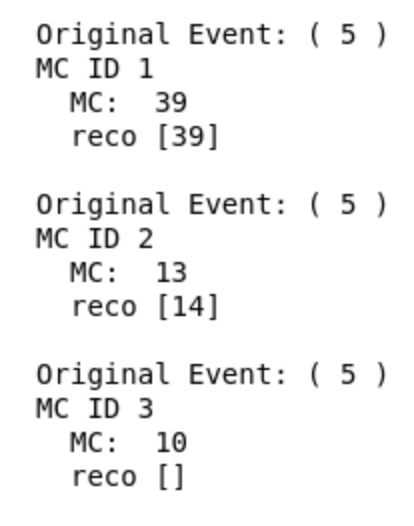 Original Event: ( 5 )
MC ID 1
  MC:  39
  reco [39]

Original Event: ( 5 )
MC ID 2
  MC:  13
  reco [14]

Original Event: ( 5 )
MC ID 3
  MC:  10
  reco []